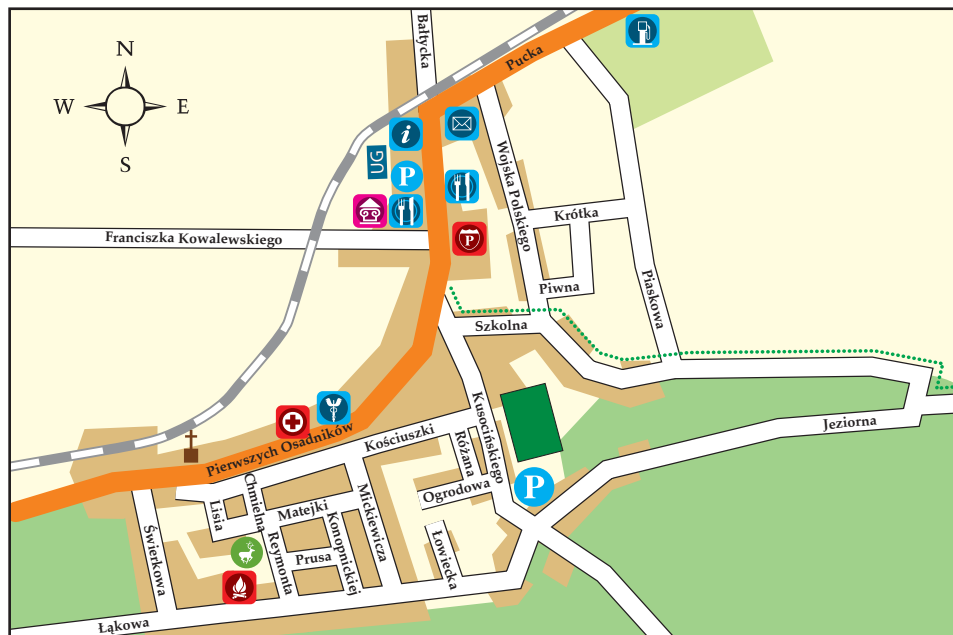 Bałtycka
Pucka
N
W
E
S
i
UG
P
Wojska Polskiego
Krótka
Franciszka Kowalewskiego
P
Piwna
Piaskowa
Szkolna
Kusocińskiego
Pierwszych Osadników
Kościuszki
Różana
Jeziorna
Ogrodowa
P
Chmielna
Lisia
Matejki
Mickiewicza
Świerkowa
Reymonta
Konopnickiej
Prusa
Łowiecka
Łąkowa